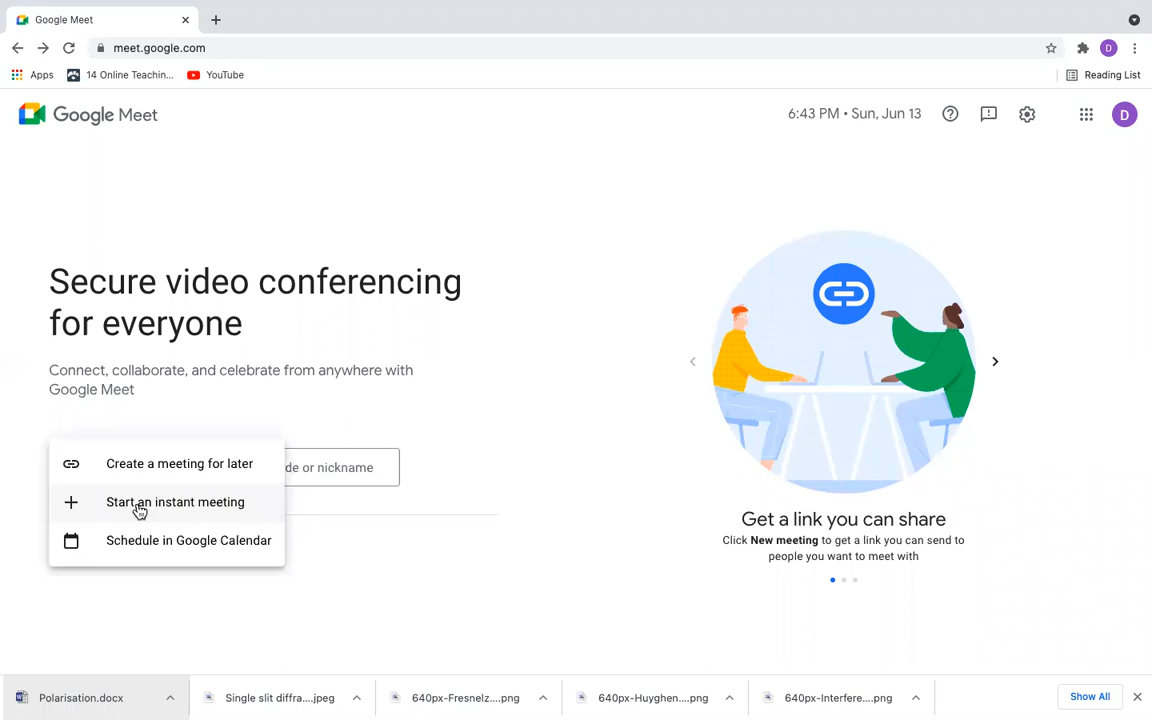 Google Meet
meet.google.com
Apps
14 Online Teachin...
YouTube
Reading List
Google Meet
6:43 PM • Sun, Jun 13
D
D
Secure video conferencing
for everyone
Connect, collaborate, and celebrate from anywhere with
Google Meet
Create a meeting for later
de or nickname
Start an instant meeting
Schedule in Google Calendar
Get a link you can share
Click New meeting to get a link you can send to
people you want to meet with
Polarisation.docx
Single slit diffra....jpeg
640px-Fresnelz....png
640px-Huyghen....png
640px-Interfere....png
Show All